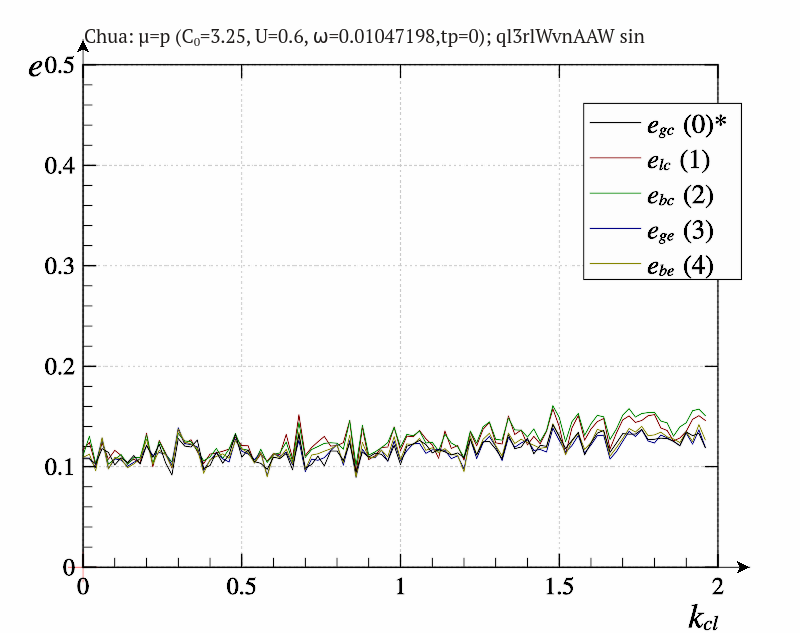 Chua: μ=p (C₀=3.25, U=0.6, ω=0.01047198,tp=0); ql3rlWvnAAW sin
e
0.5
0.4
0.3
0.2
0.1
0
e_gc (0)*
e_lc (1)
e_bc (2)
e_ge (3)
e_be (4)
0 0.5 1 1.5 2
k_cl